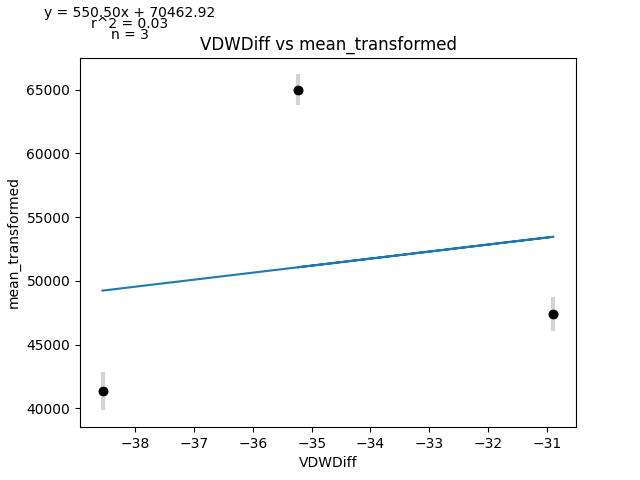 y = 550.50x + 70462.92
r^2 = 0.03
n = 3
VDWDiff vs mean_transformed
mean_transformed
65000
60000
55000
50000
45000
40000
−38
−37
−36
−35
−34
−33
−32
−31
VDWDiff